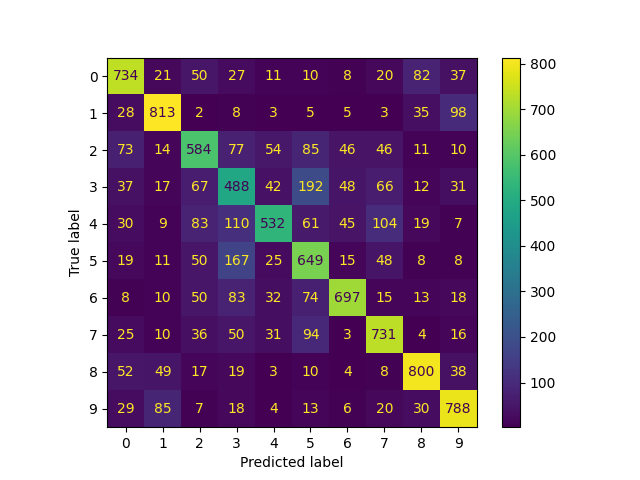 0 734 21 50 27 11 10 8 20 82 37
1 28 813 2 8 3 5 5 3 35 98
2 73 14 584 77 54 85 46 46 11 10
3 37 17 67 488 42 192 48 66 12 31
4 30 9 83 110 532 61 45 104 19 7
5 19 11 50 167 25 649 15 48 8 8
6 8 10 50 83 32 74 697 15 13 18
7 25 10 36 50 31 94 3 731 4 16
8 52 49 17 19 3 10 4 8 800 38
9 29 85 7 18 4 13 6 20 30 788
0 1 2 3 4 5 6 7 8 9
Predicted label
True label
800
700
600
500
400
300
200
100